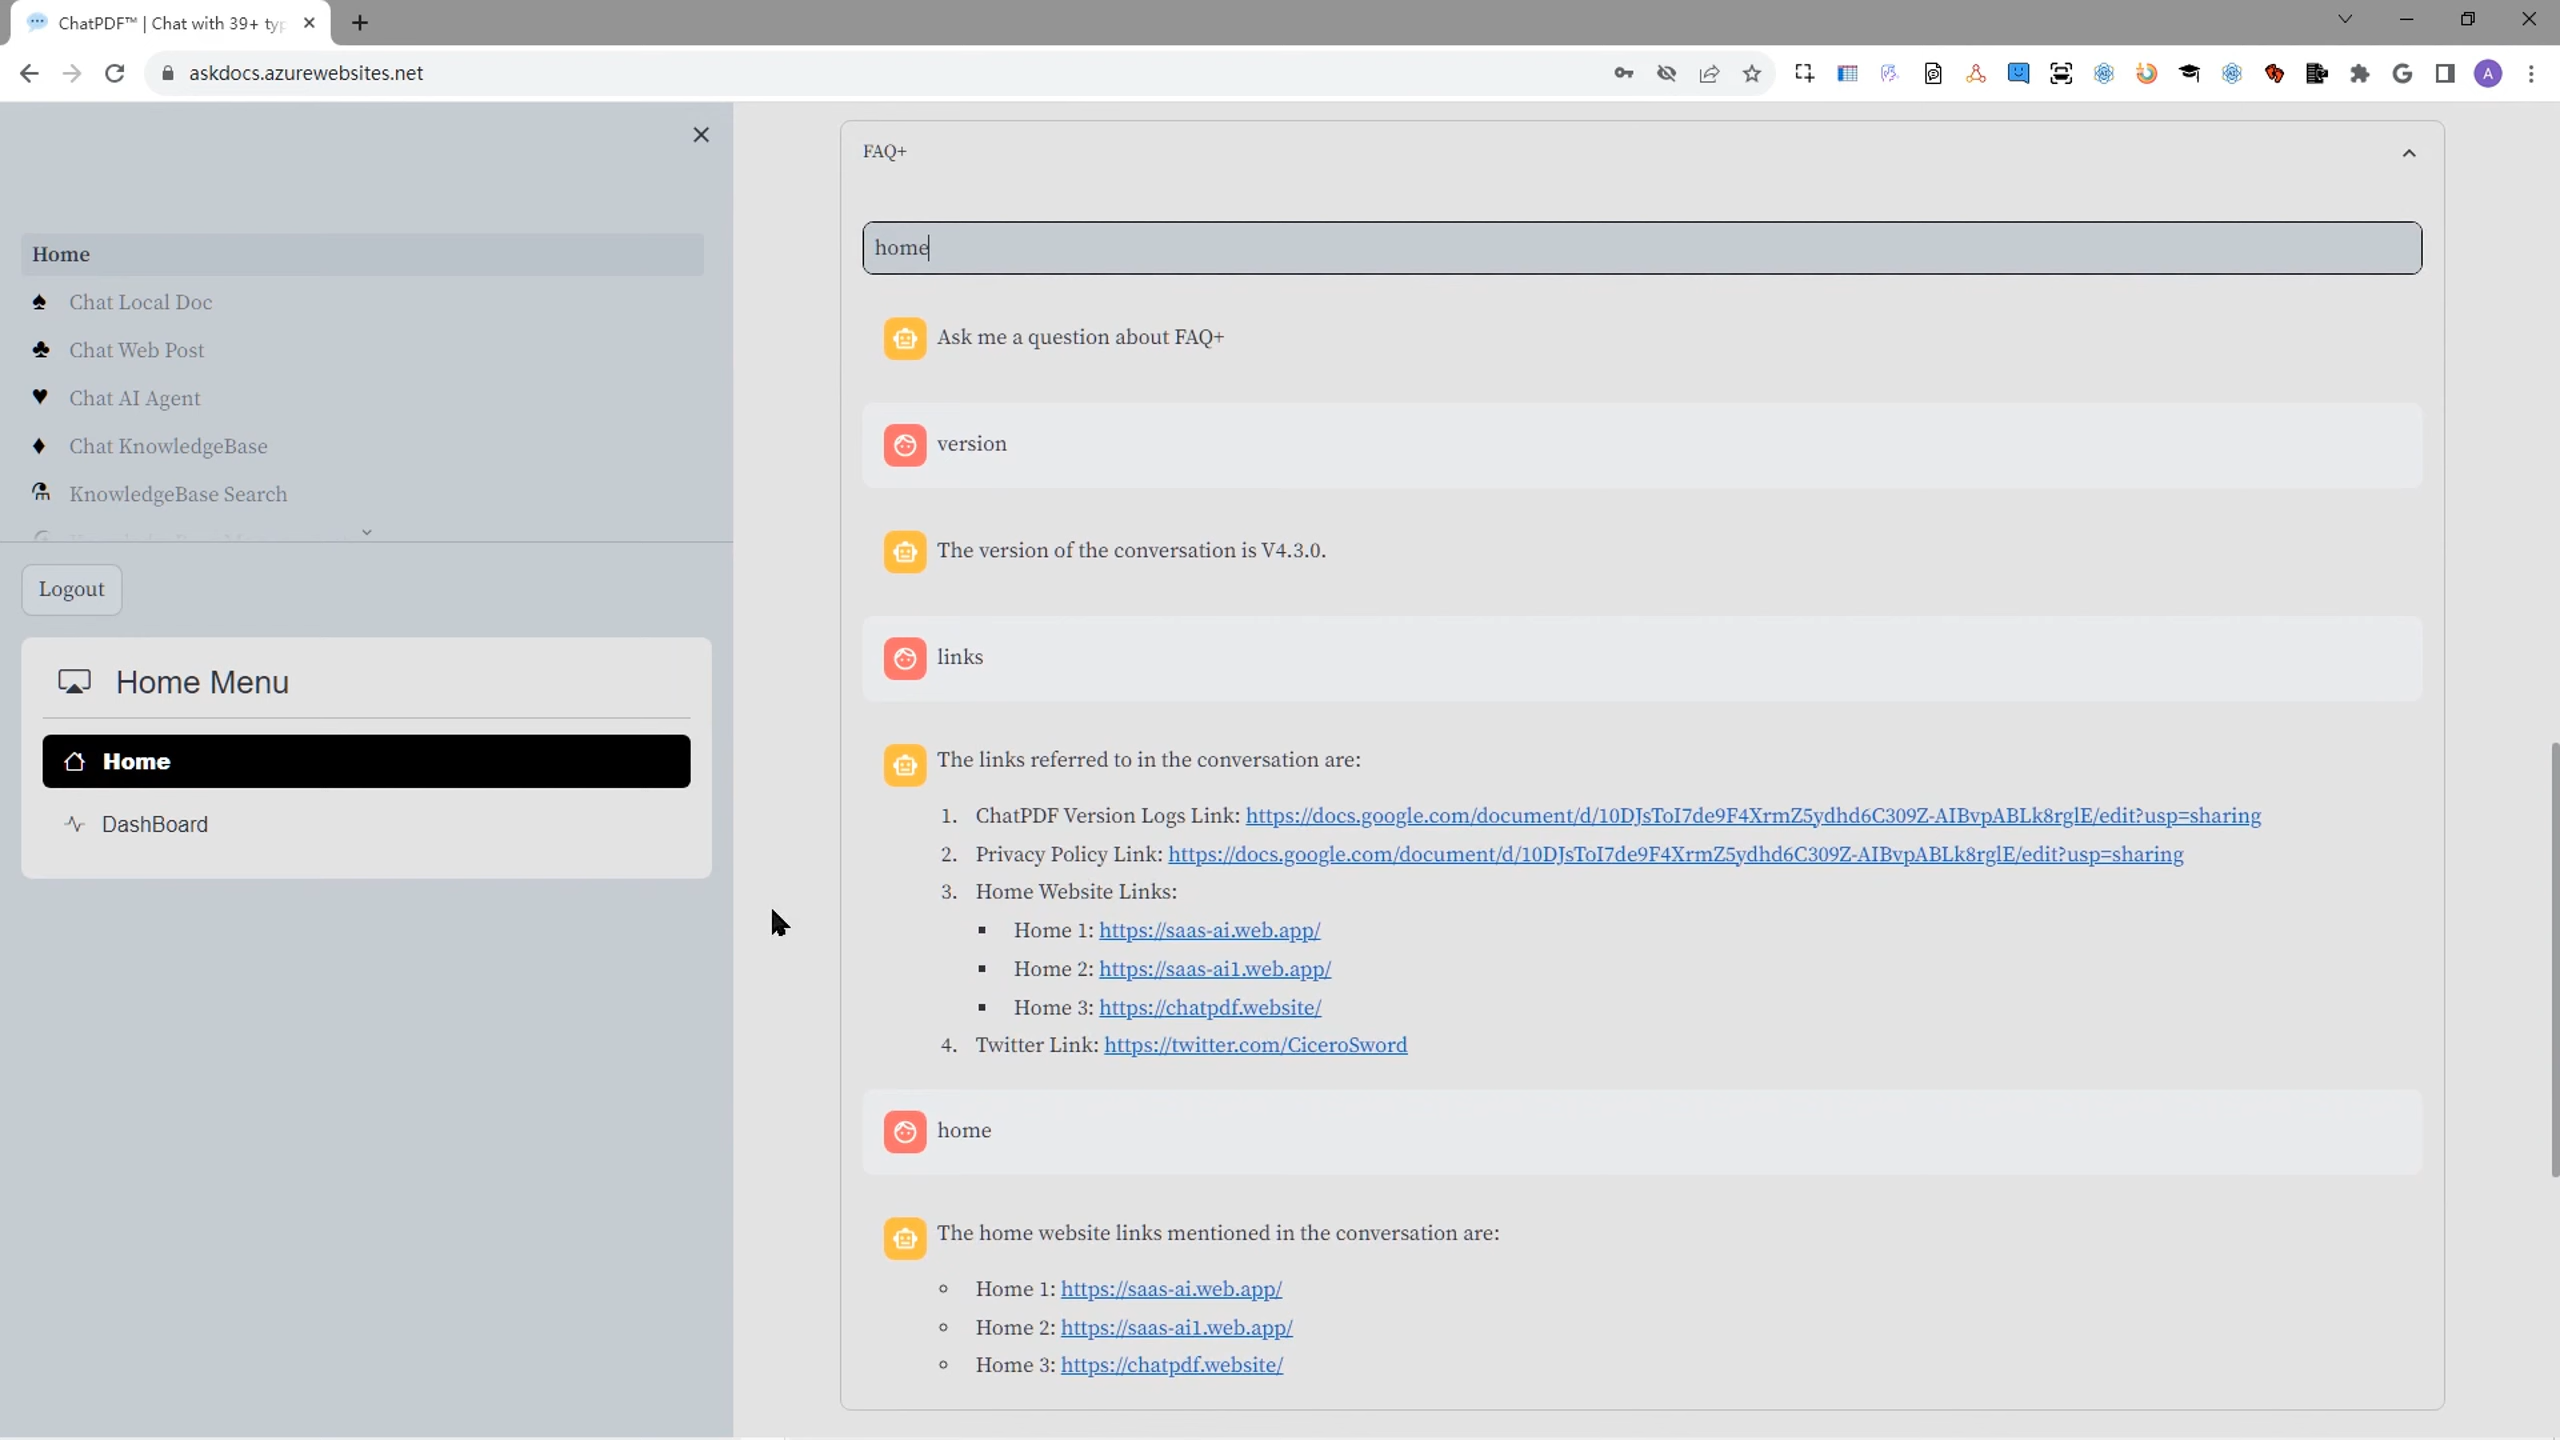 ChatPDF™ | Chat with 39+ typ
askdocs.azurewebsites.net
A
Home
Chat Local Doc
Chat Web Post
Chat AI Agent
Chat KnowledgeBase
KnowledgeBase Search
Logout
Home Menu
Home
DashBoard
FAQ+
home
Ask me a question about FAQ+
version
The version of the conversation is V4.3.0.
links
The links referred to in the conversation are:
1. ChatPDF Version Logs Link: https://docs.google.com/document/d/10DJsToI7de9F4XrmZ5ydhd6C309Z-AIBvpABLk8rglE/edit?usp=sharing
2. Privacy Policy Link: https://docs.google.com/document/d/10DJsToI7de9F4XrmZ5ydhd6C309Z-AIBvpABLk8rglE/edit?usp=sharing
3. Home Website Links:
Home 1: https://saas-ai.web.app/
Home 2: https://saas-ai1.web.app/
Home 3: https://chatpdf.website/
4. Twitter Link: https://twitter.com/CiceroSword
home
The home website links mentioned in the conversation are:
Home 1: https://saas-ai.web.app/
Home 2: https://saas-ai1.web.app/
Home 3: https://chatpdf.website/